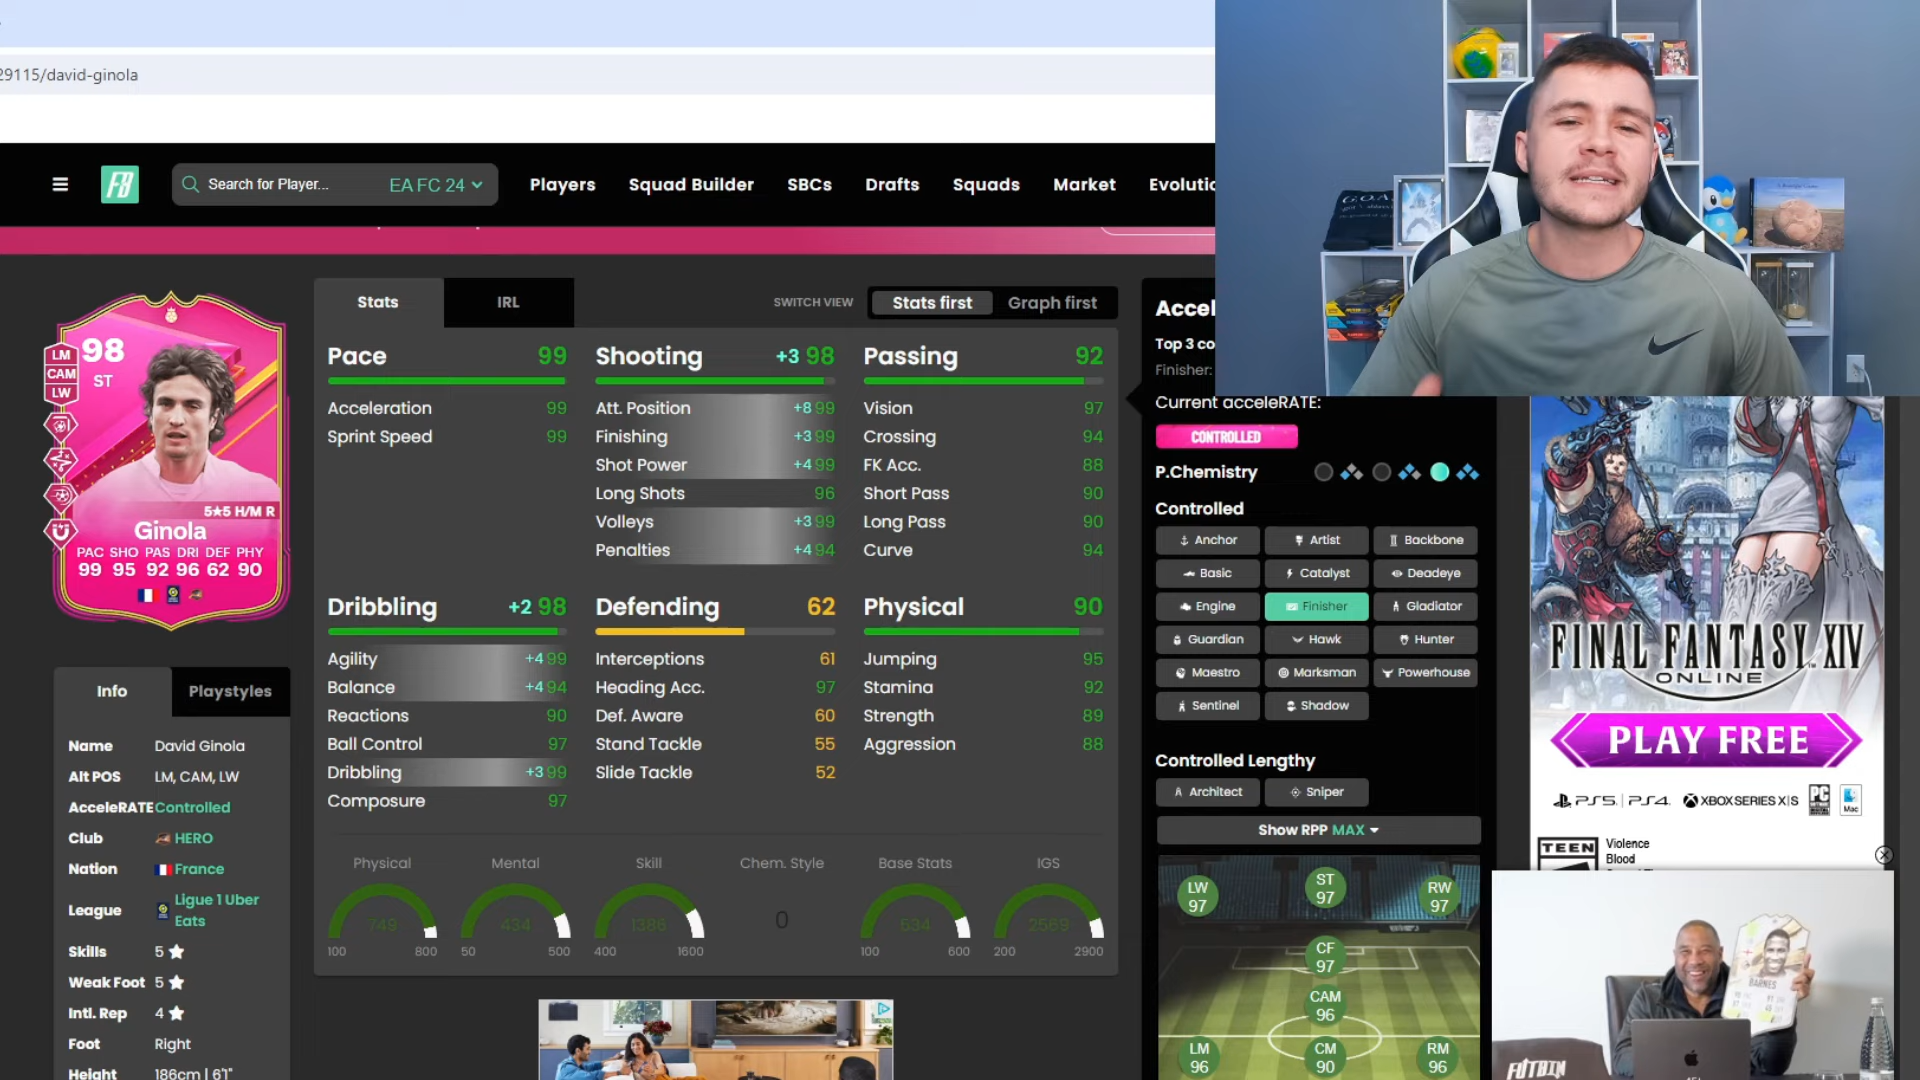 29115/david-ginola
FB
Search for Player...
EA FC 24
Players
Squad Builder
SBCs
Drafts
Squads
Market
98
ST
LM
CAM
LW
5★5 H/M R
Ginola
PAC SHO PAS DRI DEF PHY
99 95 92 96 62 90
Stats
IRL
SWITCH VIEW
Stats first
Graph first
Pace 99
Acceleration 99
Sprint Speed 99
Shooting +3 98
Att. Position +8 99
Finishing +3 99
Shot Power +4 99
Long Shots 96
Volleys +3 99
Penalties +4 94
Passing 92
Vision 97
Crossing 94
FK Acc. 88
Short Pass 90
Long Pass 90
Curve 94
Dribbling +2 98
Agility +4 99
Balance +4 94
Reactions 90
Ball Control 97
Dribbling +3 99
Composure 97
Defending 62
Interceptions 61
Heading Acc. 97
Def. Aware 60
Stand Tackle 55
Slide Tackle 52
Physical 90
Jumping 95
Stamina 92
Strength 89
Aggression 88
Physical
749
100 800
Mental
434
50 500
Skill
1386
400 1600
Chem. Style
0
Base Stats
534
100 600
IGS
2569
200 2900
Info
Playstyles
Name David Ginola
Alt POS LM, CAM, LW
AcceleRATE Controlled
Club HERO
Nation France
League Ligue 1 Uber
Eats
Skills 5 ★
Weak Foot 5 ★
Intl. Rep 4 ★
Foot Right
Height 186cm | 6'1"
Top 3
Finisher:
Current acceleRATE:
CONTROLLED
P.Chemistry
Controlled
Anchor
Artist
Backbone
Basic
Catalyst
Deadeye
Engine
Finisher
Gladiator
Guardian
Hawk
Hunter
Maestro
Marksman
Powerhouse
Sentinel
Shadow
Controlled Lengthy
Architect
Sniper
Show RPP MAX
LW
97
ST
97
RW
97
CF
97
CAM
96
LM
96
CM
90
RM
96
FINAL FANTASY XIV
ONLINE
PLAY FREE
PS5 | PS4
XBOX SERIES X|S
PC
Mac
TEEN
Violence
Blood
BARNES
FUTBIN